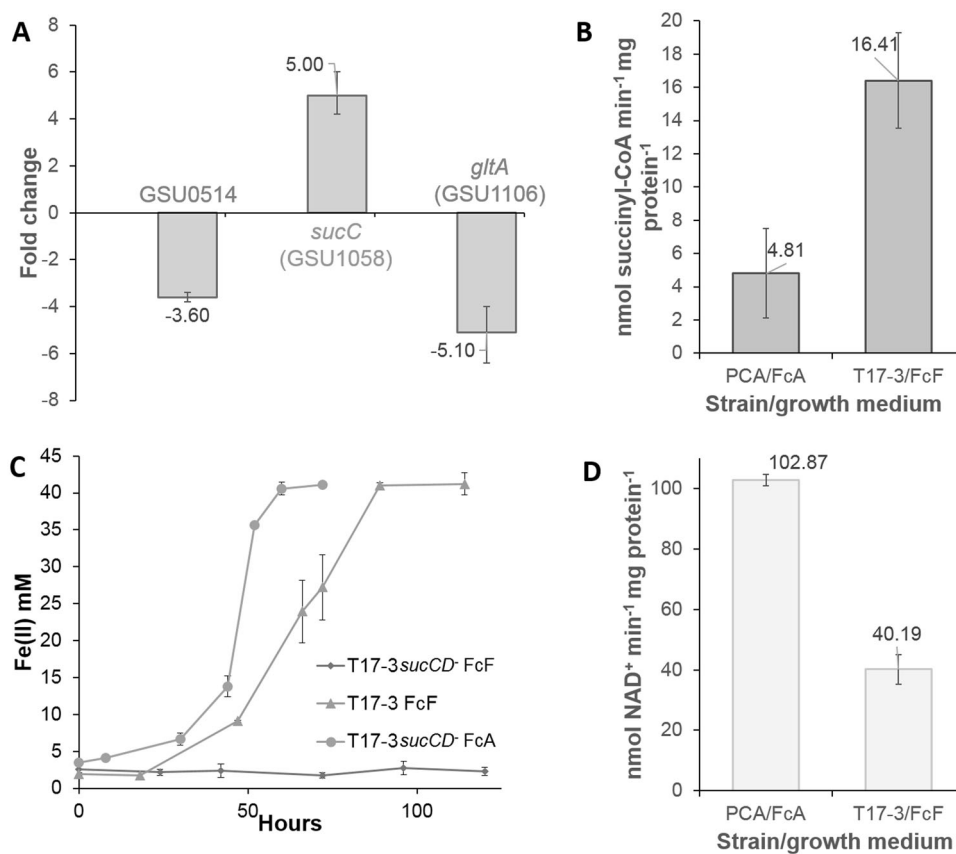 A
Fold change
8
6
4
2
0
-2
-4
-6
-8
5.00
GSU0514
gltA
(GSU1106)
sucC
(GSU1058)
-3.60
-5.10
B
nmol succinyl-CoA min-1 mg
protein-1
20
18
16
14
12
10
8
6
4
2
0
16.41
4.81
PCA/FcA T17-3/FcF
Strain/growth medium
C
Fe(II) mM
45
40
35
30
25
20
15
10
5
0
T17-3sucCD- FcF
T17-3 FcF
T17-3sucCD- FcA
0 50 100
Hours
D
nmol NAD+ min-1 mg protein-1
100
80
60
40
20
0
102.87
40.19
PCA/FcA T17-3/FcF
Strain/growth medium